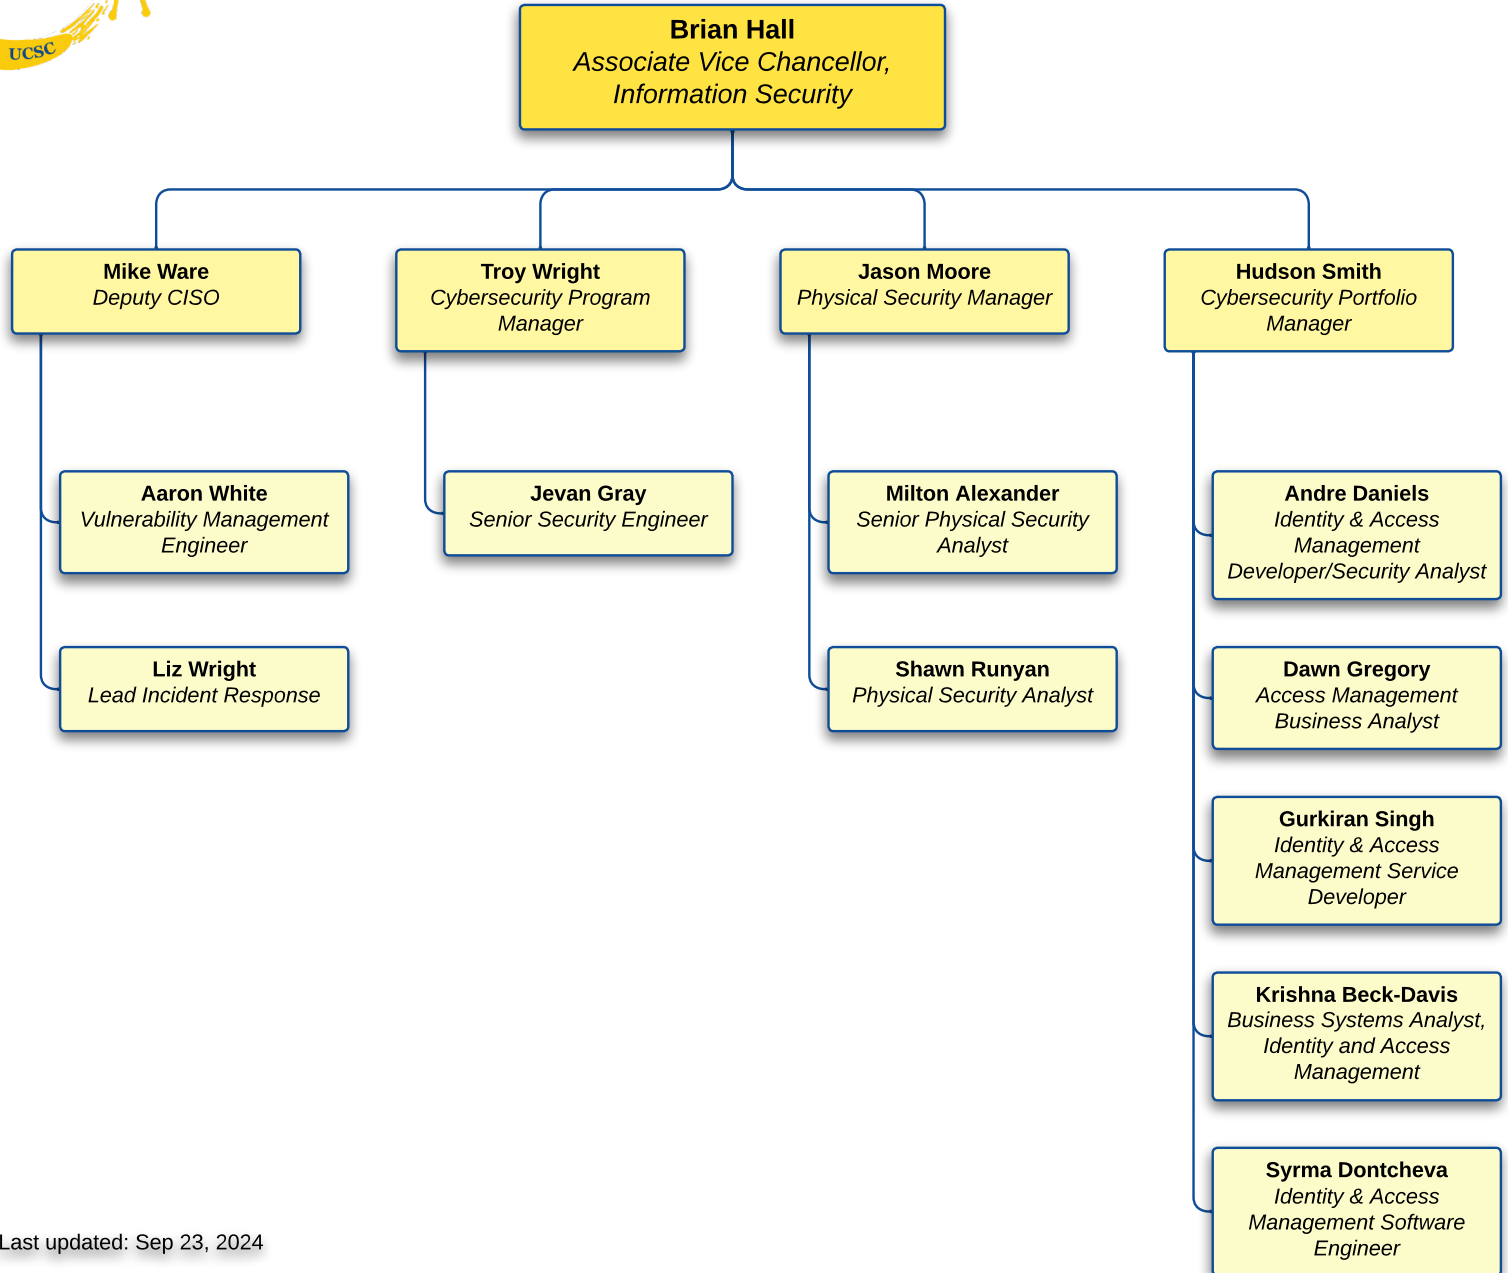 UCSC
Brian Hall
Associate Vice Chancellor,
Information Security
Mike Ware
Deputy CISO
Troy Wright
Cybersecurity Program
Manager
Jason Moore
Physical Security Manager
Hudson Smith
Cybersecurity Portfolio
Manager
Aaron White
Vulnerability Management
Engineer
Jevan Gray
Senior Security Engineer
Milton Alexander
Senior Physical Security
Analyst
Andre Daniels
Identity & Access
Management
Developer/Security Analyst
Liz Wright
Lead Incident Response
Shawn Runyan
Physical Security Analyst
Dawn Gregory
Access Management
Business Analyst
Gurkiran Singh
Identity & Access
Management Service
Developer
Krishna Beck-Davis
Business Systems Analyst,
Identity and Access
Management
Syrma Dontcheva
Identity & Access
Management Software
Engineer
Last updated: Sep 23, 2024